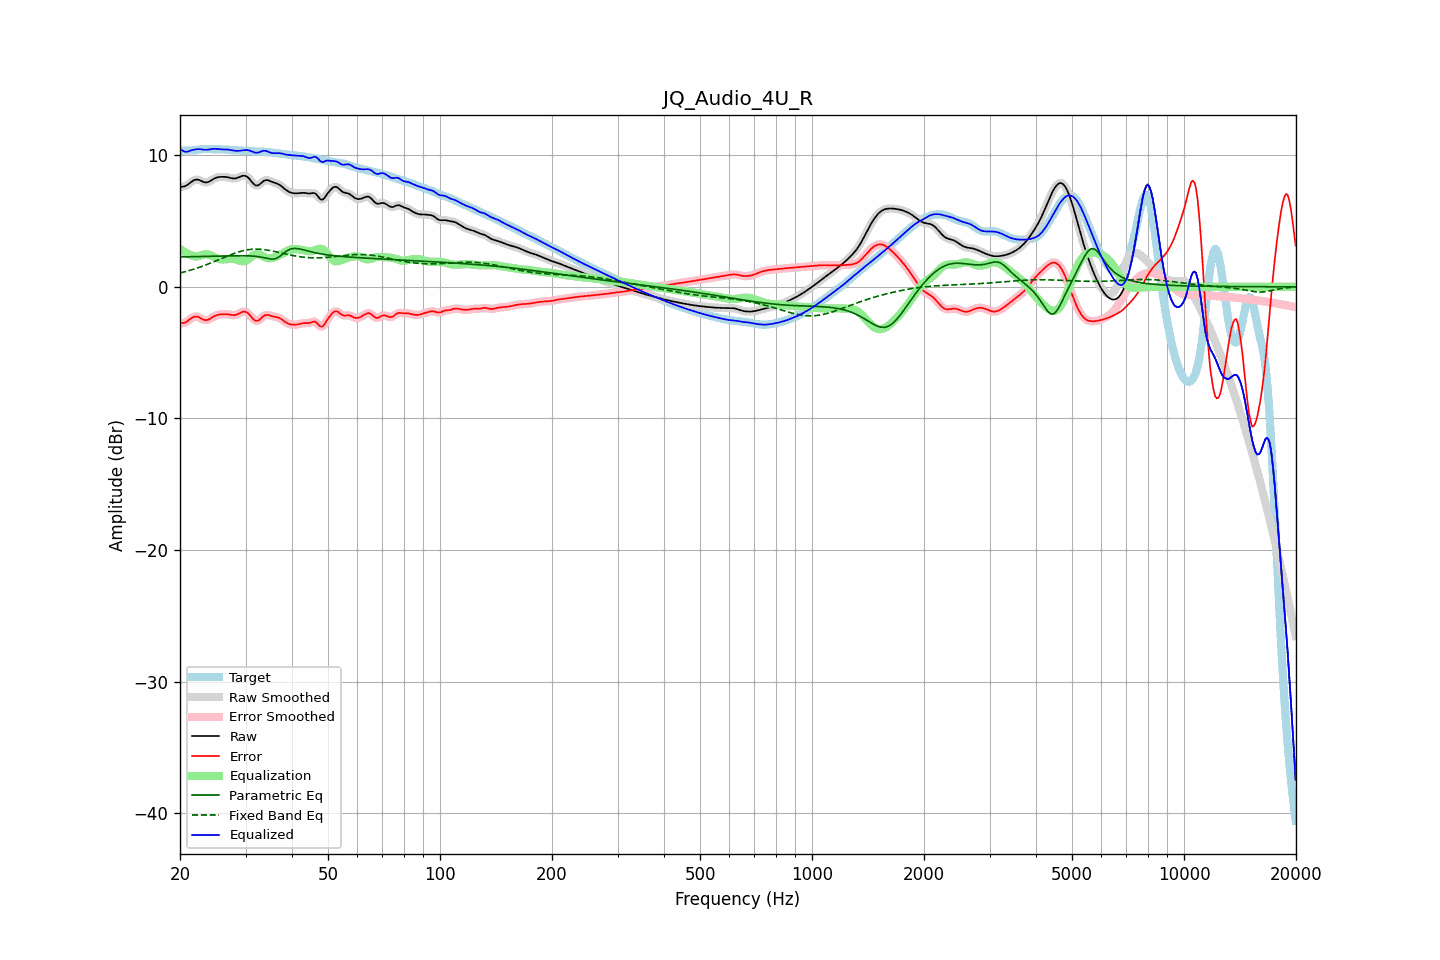 JQ_Audio_4U_R
10
0
−10
−20
−30
−40
Amplitude (dBr)
Target
Raw Smoothed
Error Smoothed
Raw
Error
Equalization
Parametric Eq
Fixed Band Eq
Equalized
20 50 100 200 500 1000 2000 5000 10000 20000
Frequency (Hz)